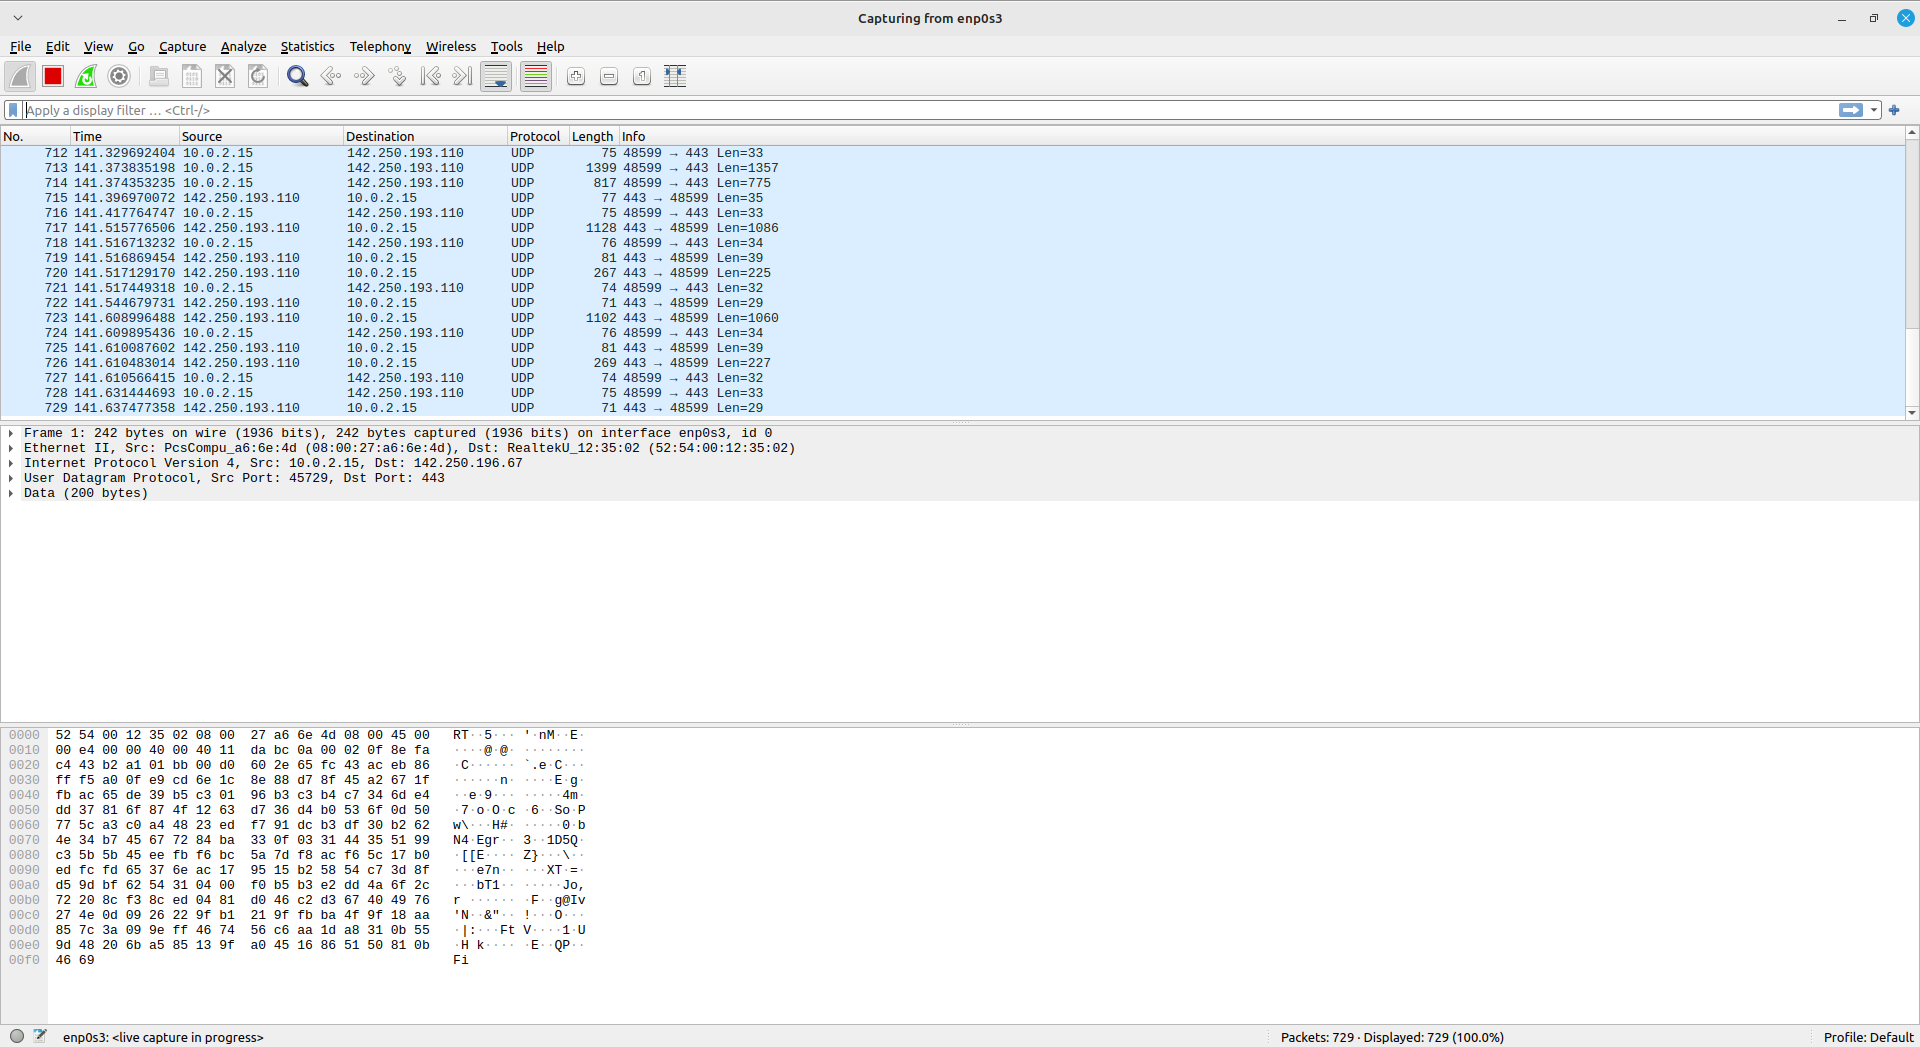 Capturing from enp0s3
File Edit View Go Capture Analyze Statistics Telephony Wireless Tools Help
Apply a display filter … <Ctrl-/>
No. Time Source Destination Protocol Length Info
712 141.329692404 10.0.2.15 142.250.193.110 UDP 75 48599 → 443 Len=33
713 141.373835198 10.0.2.15 142.250.193.110 UDP 1399 48599 → 443 Len=1357
714 141.374353235 10.0.2.15 142.250.193.110 UDP 817 48599 → 443 Len=775
715 141.396970072 142.250.193.110 10.0.2.15 UDP 77 443 → 48599 Len=35
716 141.417764747 10.0.2.15 142.250.193.110 UDP 75 48599 → 443 Len=33
717 141.515776506 142.250.193.110 10.0.2.15 UDP 1128 443 → 48599 Len=1086
718 141.516713232 10.0.2.15 142.250.193.110 UDP 76 48599 → 443 Len=34
719 141.516869454 142.250.193.110 10.0.2.15 UDP 81 443 → 48599 Len=39
720 141.517129170 142.250.193.110 10.0.2.15 UDP 267 443 → 48599 Len=225
721 141.517449318 10.0.2.15 142.250.193.110 UDP 74 48599 → 443 Len=32
722 141.544679731 142.250.193.110 10.0.2.15 UDP 71 443 → 48599 Len=29
723 141.608996488 142.250.193.110 10.0.2.15 UDP 1102 443 → 48599 Len=1060
724 141.609895436 10.0.2.15 142.250.193.110 UDP 76 48599 → 443 Len=34
725 141.610087602 142.250.193.110 10.0.2.15 UDP 81 443 → 48599 Len=39
726 141.610483014 142.250.193.110 10.0.2.15 UDP 269 443 → 48599 Len=227
727 141.610566415 10.0.2.15 142.250.193.110 UDP 74 48599 → 443 Len=32
728 141.631444693 10.0.2.15 142.250.193.110 UDP 75 48599 → 443 Len=33
729 141.637477358 142.250.193.110 10.0.2.15 UDP 71 443 → 48599 Len=29
Frame 1: 242 bytes on wire (1936 bits), 242 bytes captured (1936 bits) on interface enp0s3, id 0
Ethernet II, Src: PcsCompu_a6:6e:4d (08:00:27:a6:6e:4d), Dst: RealtekU_12:35:02 (52:54:00:12:35:02)
Internet Protocol Version 4, Src: 10.0.2.15, Dst: 142.250.196.67
User Datagram Protocol, Src Port: 45729, Dst Port: 443
Data (200 bytes)
0000 52 54 00 12 35 02 08 00 27 a6 6e 4d 08 00 45 00 RT··5··· '·nM··E·
0010 00 e4 00 00 40 00 40 11 da bc 0a 00 02 0f 8e fa ····@·@· ········
0020 c4 43 b2 a1 01 bb 00 d0 60 2e 65 fc 43 ac eb 86 ·C······ `.e·C···
0030 ff f5 a0 0f e9 cd 6e 1c 8e 88 d7 8f 45 a2 67 1f ······n· ····E·g·
0040 fb ac 65 de 39 b5 c3 01 96 b3 c3 b4 c7 34 6d e4 ··e·9··· ·····4m·
0050 dd 37 81 6f 87 4f 12 63 d7 36 d4 b0 53 6f 0d 50 ·7·o·O·c ·6··So·P
0060 77 5c a3 c0 a4 48 23 ed f7 91 dc b3 df 30 b2 62 w\···H#· ·····0·b
0070 4e 34 b7 45 67 72 84 ba 33 0f 03 31 44 35 51 99 N4·Egr·· 3··1D5Q·
0080 c3 5b 5b 45 ee fb f6 bc 5a 7d f8 ac f6 5c 17 b0 ·[[E···· Z}···\··
0090 ed fc fd 65 37 6e ac 17 95 15 b2 58 54 c7 3d 8f ···e7n·· ···XT·=·
00a0 d5 9d bf 62 54 31 04 00 f0 b5 b3 e2 dd 4a 6f 2c ···bT1·· ·····Jo,
00b0 72 20 8c f3 8c ed 04 81 d0 46 c2 d3 67 40 49 76 r ······ ·F··g@Iv
00c0 27 4e 0d 09 26 22 9f b1 21 9f fb ba 4f 9f 18 aa 'N··&"·· !···O···
00d0 85 7c 3a 09 9e ff 46 74 56 c6 aa 1d a8 31 0b 55 ·|:···Ft V····1·U
00e0 9d 48 20 6b a5 85 13 9f a0 45 16 86 51 50 81 0b ·H k···· ·E··QP··
00f0 46 69 Fi
enp0s3: <live capture in progress>
Packets: 729 · Displayed: 729 (100.0%)
Profile: Default